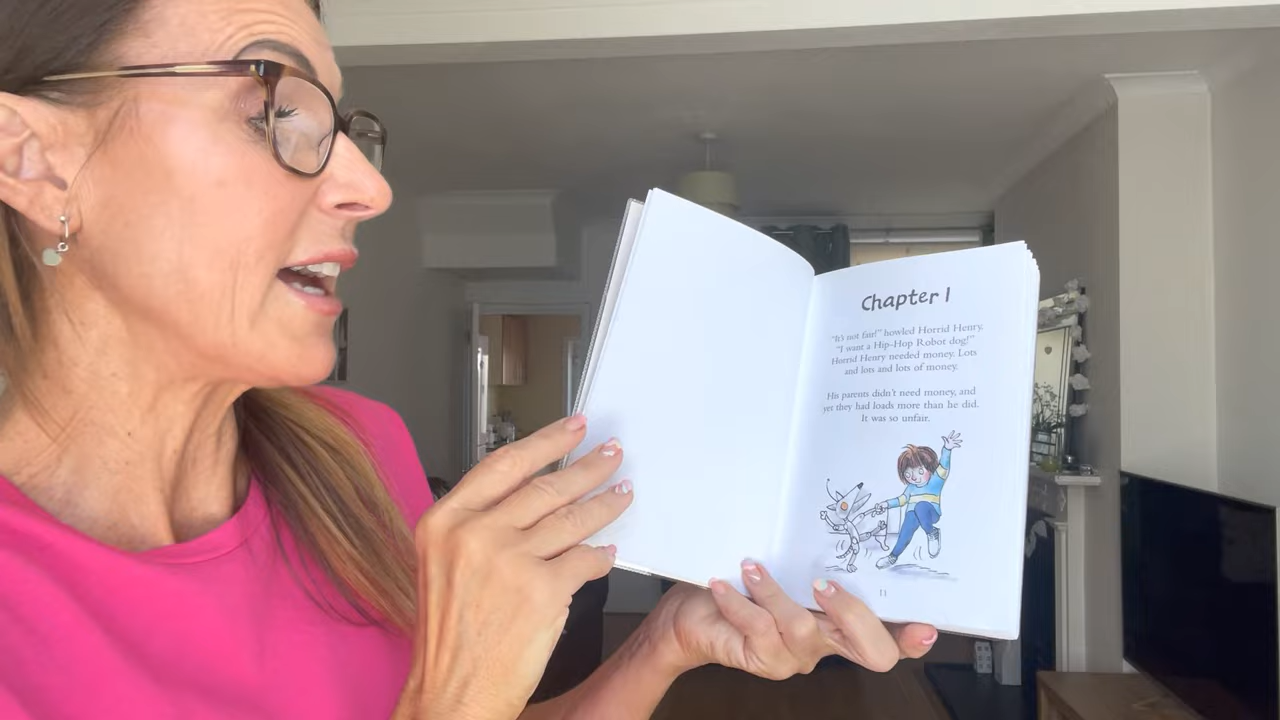 Chapter 1
"It's not fair!" howled Horrid Henry.
"I want a Hip-Hop Robot dog!"
Horrid Henry needed money. Lots
and lots and lots of money.
His parents didn't need money, and
yet they had loads more than he did.
It was so unfair.
11